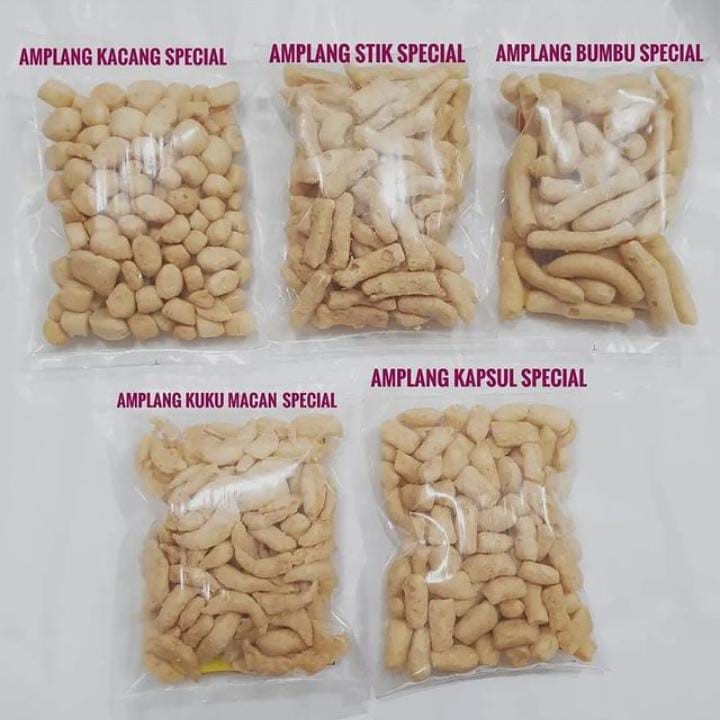 AMPLANG KACANG SPECIAL
AMPLANG STIK SPECIAL
AMPLANG BUMBU SPECIAL
AMPLANG KUKU MACAN SPECIAL
AMPLANG KAPSUL SPECIAL